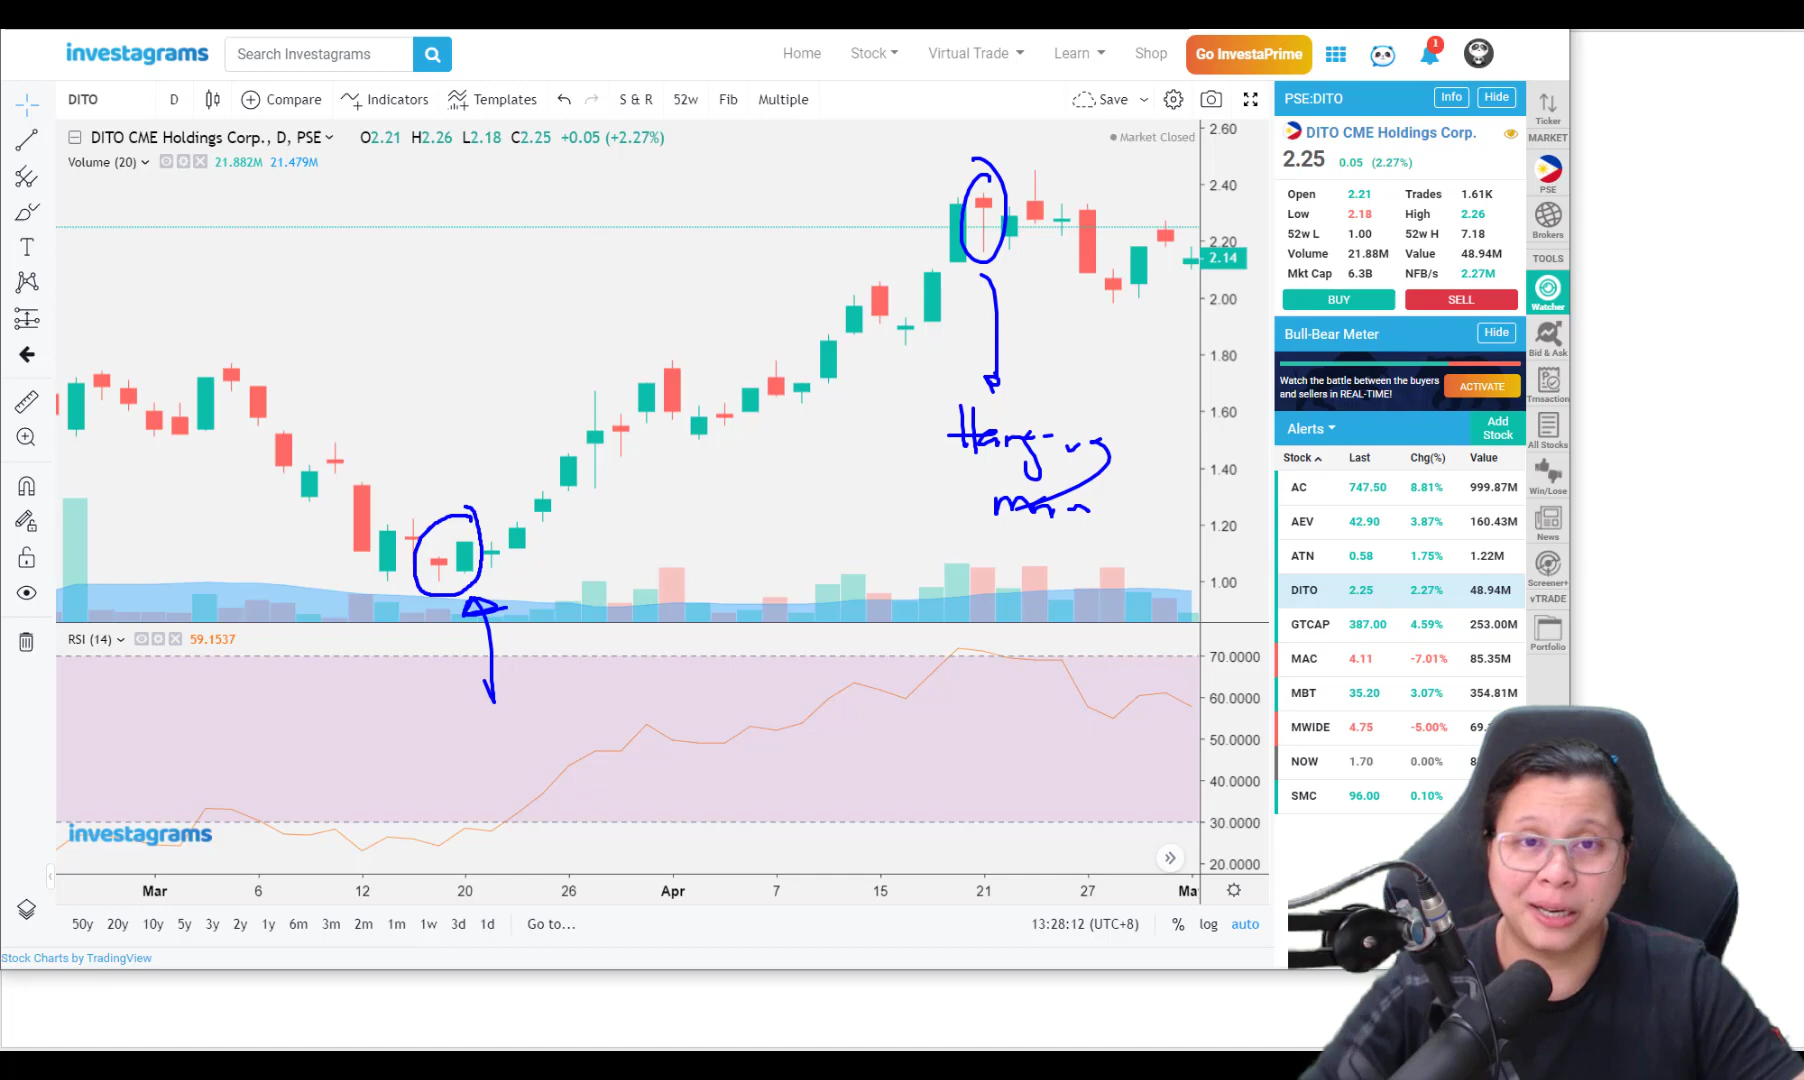 investagrams
Search Investagrams
Home
Stock
Virtual Trade
Learn
Shop
Go InvestaPrime
1
DITO
D
Compare
Indicators
Templates
S & R
52w
Fib
Multiple
Save
DITO CME Holdings Corp., D, PSE
O2.21 H2.26 L2.18 C2.25 +0.05 (+2.27%)
Market Closed
Volume (20)
21.882M 21.479M
2.60
2.40
2.20
2.14
2.00
1.80
1.60
1.40
1.20
1.00
Hanging
man
RSI (14)
59.1537
70.0000
60.0000
50.0000
40.0000
30.0000
20.0000
investagrams
Mar 6 12 20 26 Apr 7 15 21 27 Ma
50y 20y 10y 5y 3y 2y 1y 6m 3m 2m 1m 1w 3d 1d Go to...
13:28:12 (UTC+8) % log auto
Stock Charts by TradingView
PSE:DITO
Info
Hide
DITO CME Holdings Corp.
2.25 0.05 (2.27%)
Open 2.21 Trades 1.61K
Low 2.18 High 2.26
52w L 1.00 52w H 7.18
Volume 21.88M Value 48.94M
Mkt Cap 6.3B NFB/s 2.27M
BUY
SELL
Bull-Bear Meter
Hide
Watch the battle between the buyers
and sellers in REAL-TIME!
ACTIVATE
Alerts
Add
Stock
Stock Last Chg(%) Value
AC 747.50 8.81% 999.87M
AEV 42.90 3.87% 160.43M
ATN 0.58 1.75% 1.22M
DITO 2.25 2.27% 48.94M
GTCAP 387.00 4.59% 253.00M
MAC 4.11 -7.01% 85.35M
MBT 35.20 3.07% 354.81M
MWIDE 4.75 -5.00% 69.
NOW 1.70 0.00% 8
SMC 96.00 0.10%
Ticker
MARKET
PSE
Brokers
TOOLS
Watcher
Bid & Ask
Trnsaction
All Stocks
Win/Lose
News
Screener+
vTRADE
Portfolio